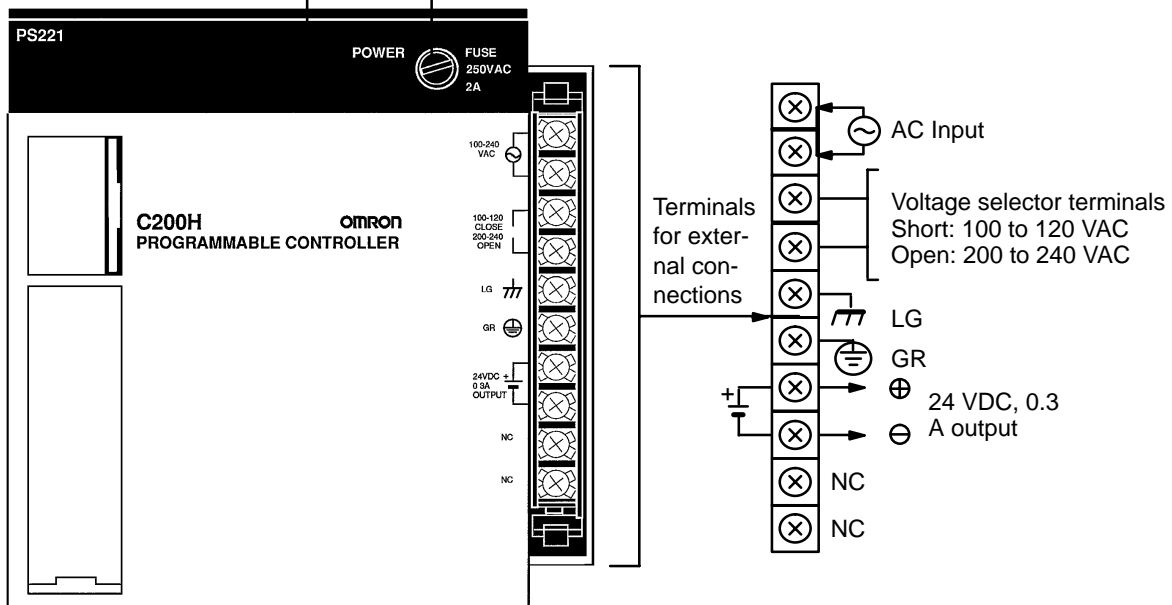 PS221
POWER
FUSE
250VAC
2A
C200H
OMRON
PROGRAMMABLE CONTROLLER
100-240
VAC
100-120
CLOSE
200-240
OPEN
LG
GR
24VDC +
0 3A
OUTPUT
NC
NC
Terminals
for exter-
nal con-
nections
AC Input
Voltage selector terminals
Short: 100 to 120 VAC
Open: 200 to 240 VAC
LG
GR
+
24 VDC, 0.3
A output
NC
NC